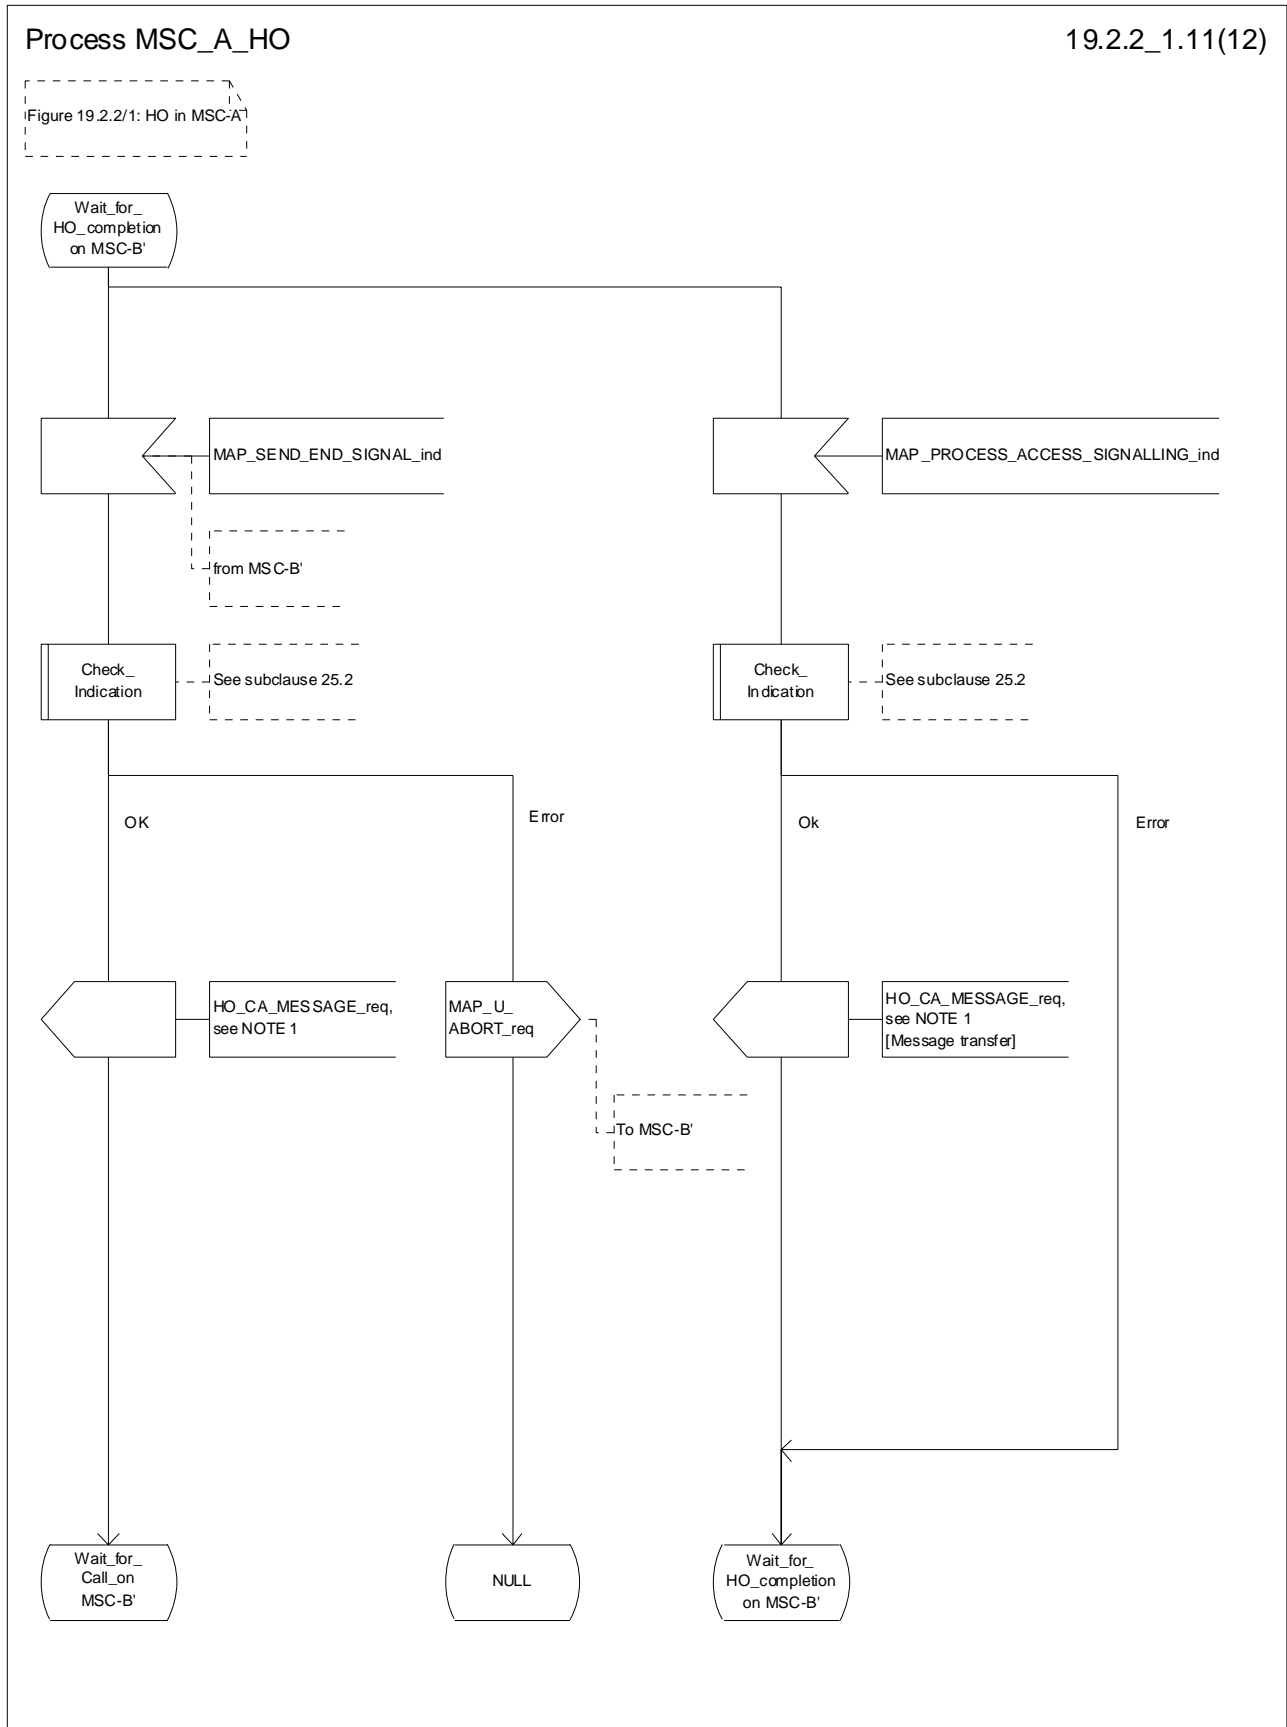 Process MSC_A_HO
19.2.2_1.11(12)
Figure 19.2.2/1: HO in MSC-A
Wait_for_
HO_completion
on MSC-B'
MAP_SEND_END_SIGNAL_ind
MAP_PROCESS_ACCESS_SIGNALLING_ind
from MSC-B'
Check_
Indication
See subclause 25.2
Check_
Indication
See subclause 25.2
OK
Error
Ok
Error
HO_CA_MESSAGE_req,
see NOTE 1
MAP_U_
ABORT_req
HO_CA_MESSAGE_req,
see NOTE 1
[Message transfer]
To MSC-B'
Wait_for_
Call_on
MSC-B'
NULL
Wait_for_
HO_completion
on MSC-B'